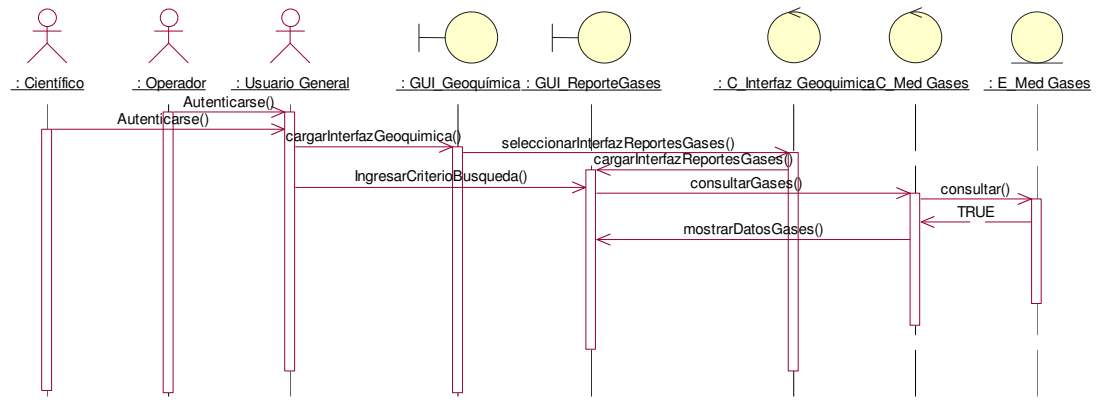 : Científico
: Operador
: Usuario General
: GUI_Geoquímica
: GUI_ReporteGases
: C_Interfaz Geoquimica
C_Med Gases
: E_Med Gases
Autenticarse()
Autenticarse()
cargarInterfazGeoquimica()
seleccionarInterfazReportesGases()
cargarInterfazReportesGases()
IngresarCriterioBusqueda()
consultarGases()
consultar()
TRUE
mostrarDatosGases()